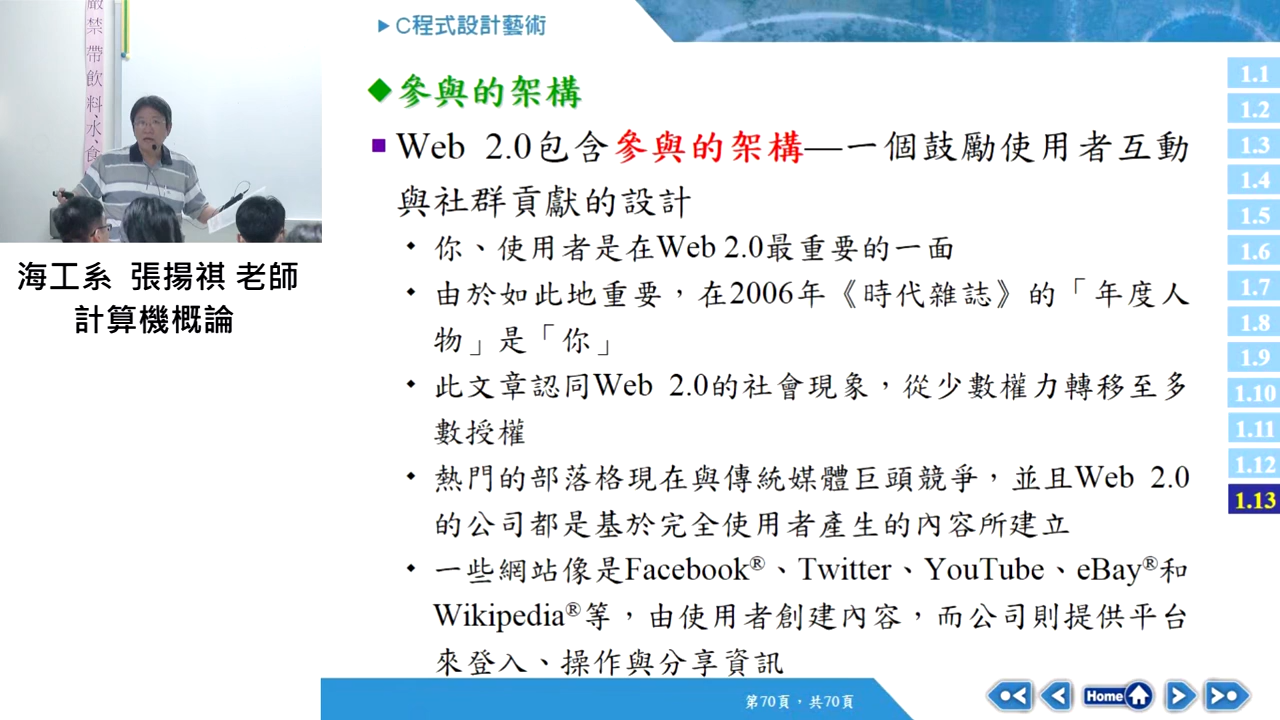 嚴禁帶飲料、水、食
海工系 張揚祺 老師
計算機概論
C程式設計藝術
參與的架構
Web 2.0包含參與的架構—一個鼓勵使用者互動
與社群貢獻的設計
你、使用者是在Web 2.0最重要的一面
由於如此地重要，在2006年《時代雜誌》的「年度人
物」是「你」
此文章認同Web 2.0的社會現象，從少數權力轉移至多
數授權
熱門的部落格現在與傳統媒體巨頭競爭，並且Web 2.0
的公司都是基於完全使用者產生的內容所建立
一些網站像是Facebook®、Twitter、YouTube、eBay®和
Wikipedia®等，由使用者創建內容，而公司則提供平台
來登入、操作與分享資訊
1.1
1.2
1.3
1.4
1.5
1.6
1.7
1.8
1.9
1.10
1.11
1.12
1.13
第70頁，共70頁
Home